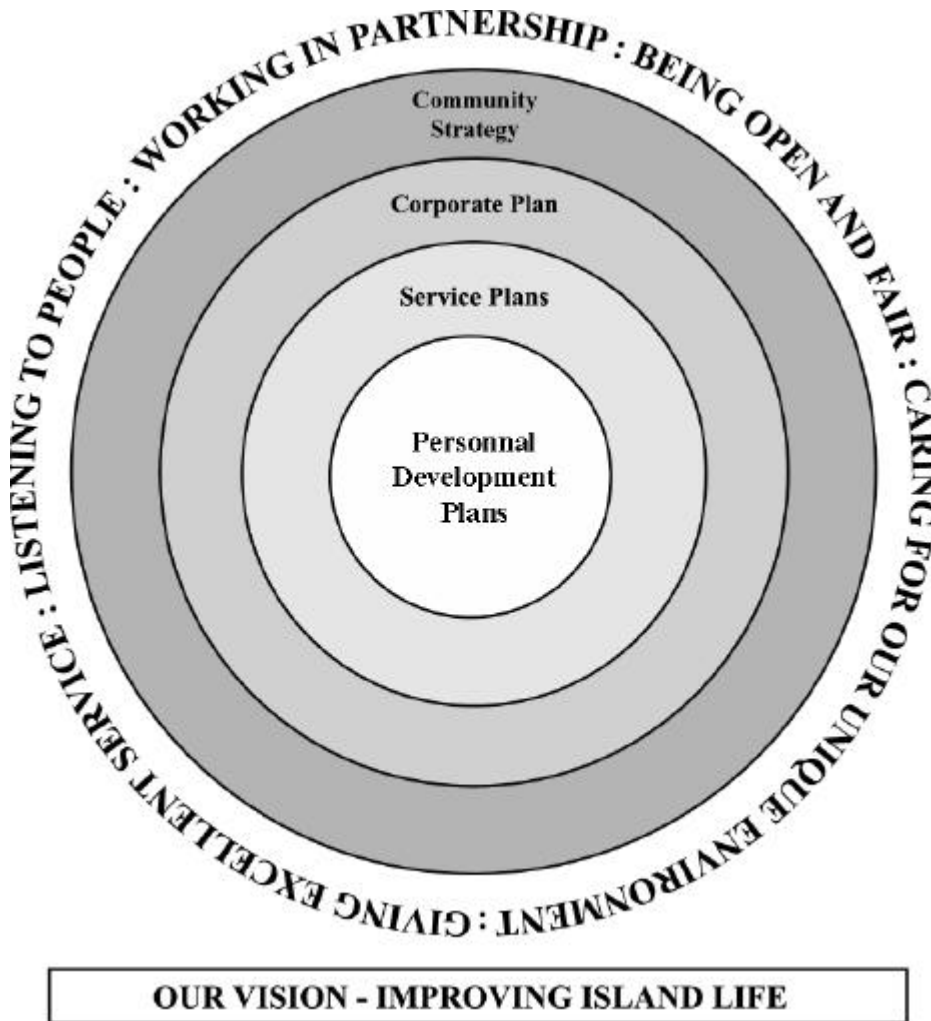 LISTENING TO PEOPLE : WORKING IN PARTNERSHIP : BEING OPEN AND FAIR : CARING FOR OUR UNIQUE ENVIRONMENT : GIVING EXCELLENT SERVICE :
Community
Strategy
Corporate Plan
Service Plans
Personnal
Development
Plans
OUR VISION - IMPROVING ISLAND LIFE